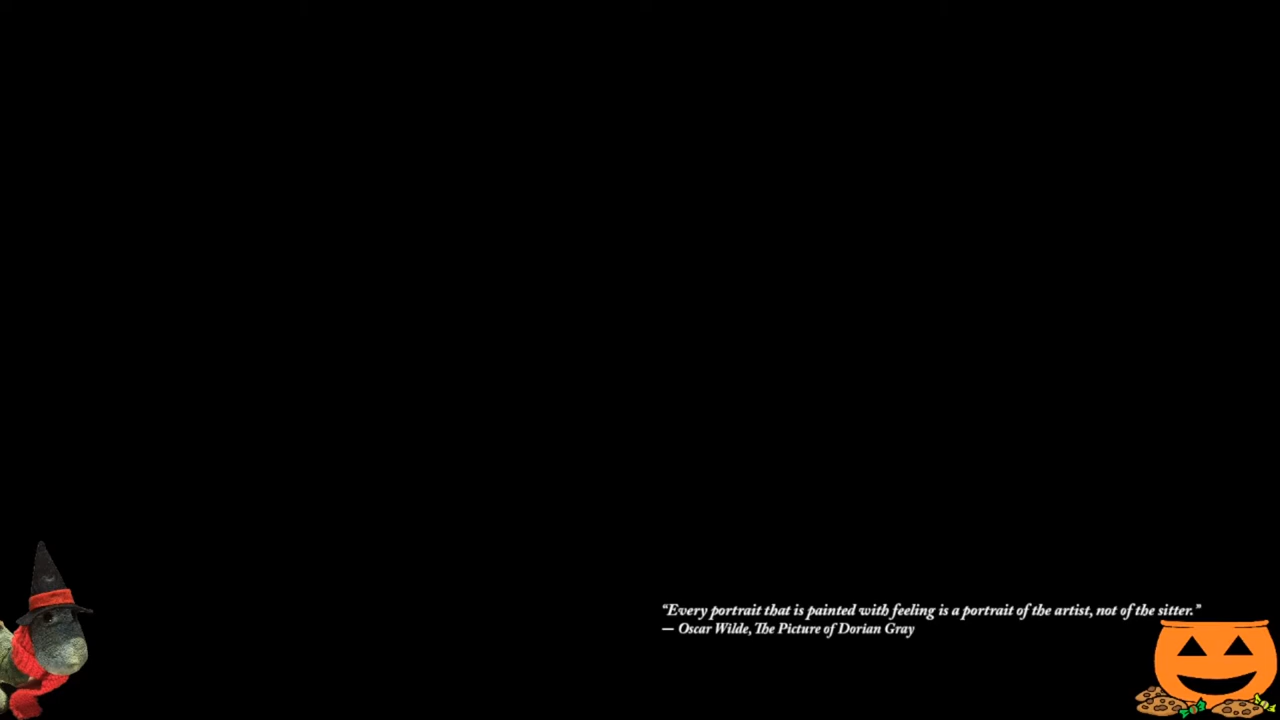 “Every portrait that is painted with feeling is a portrait of the artist, not of the sitter.”
— Oscar Wilde, The Picture of Dorian Gray